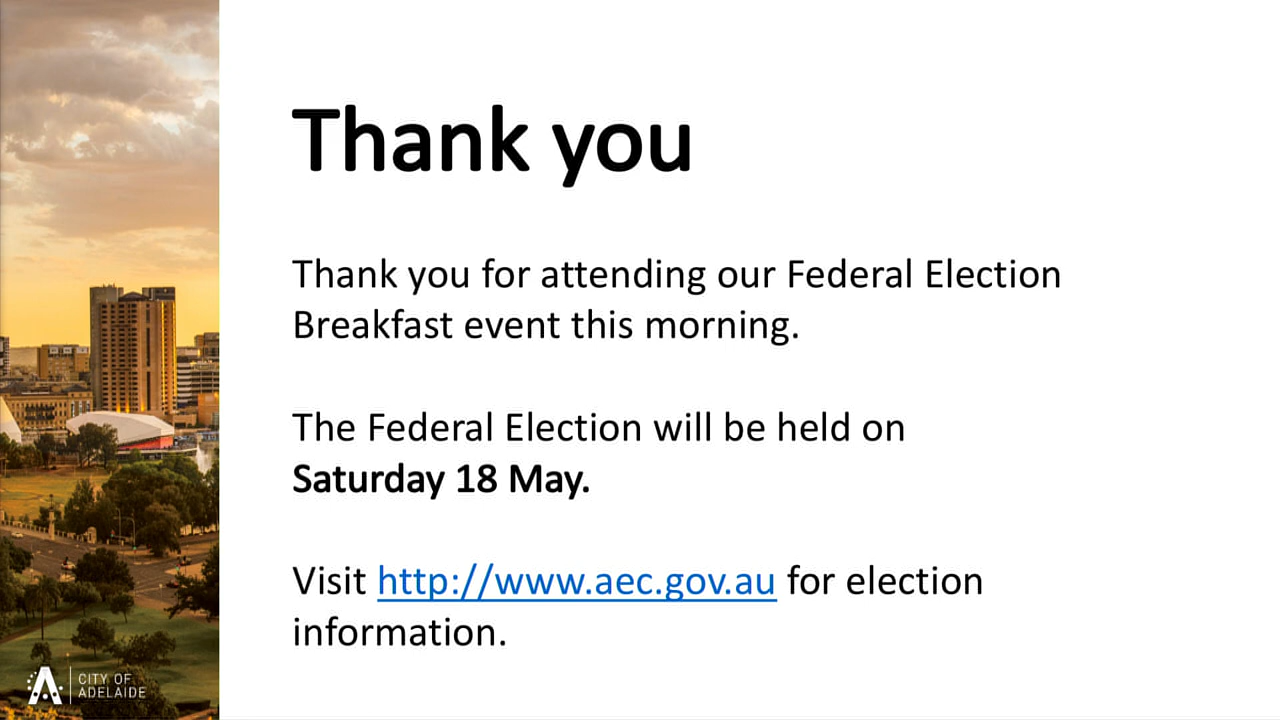 Thank you
Thank you for attending our Federal Election
Breakfast event this morning.
The Federal Election will be held on
Saturday 18 May.
Visit http://www.aec.gov.au for election
information.
CITY OF
ADELAIDE